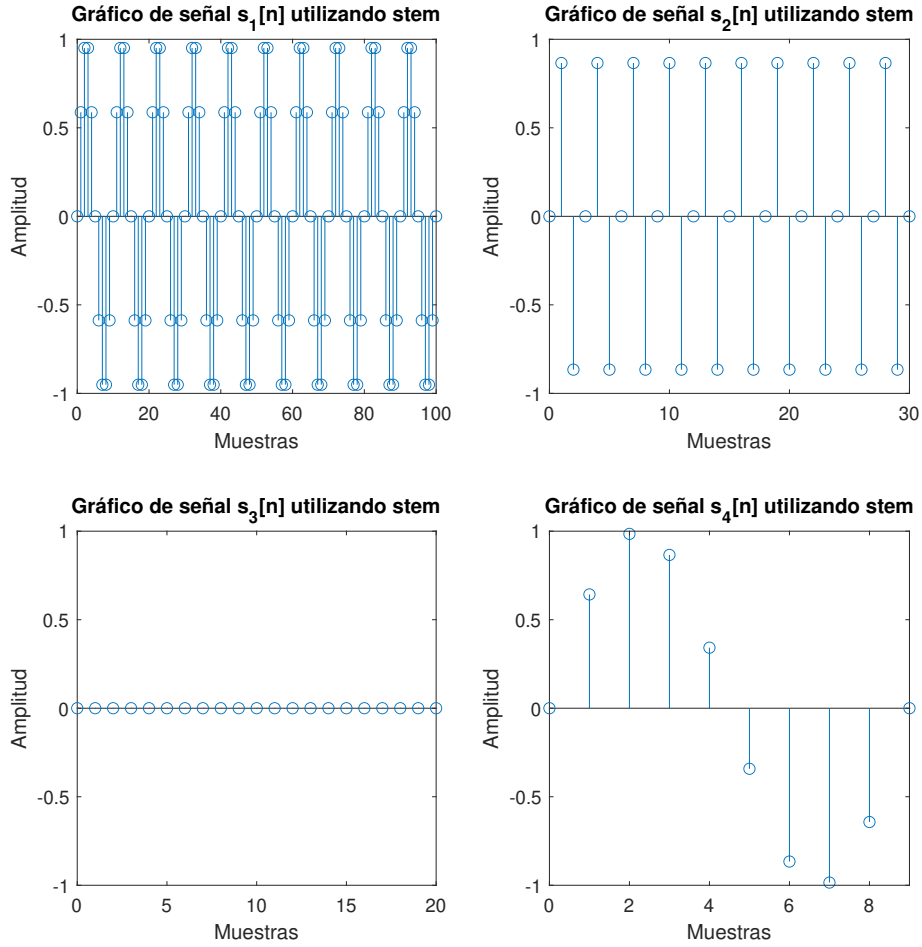 Gráfico de señal s1[n] utilizando stem
1
0.5
0
-0.5
-1
Amplitud
0 20 40 60 80 100
Muestras
Gráfico de señal s2[n] utilizando stem
1
0.5
0
-0.5
-1
Amplitud
0 10 20 30
Muestras
Gráfico de señal s3[n] utilizando stem
1
0.5
0
-0.5
-1
Amplitud
0 5 10 15 20
Muestras
Gráfico de señal s4[n] utilizando stem
1
0.5
0
-0.5
-1
Amplitud
0 2 4 6 8
Muestras